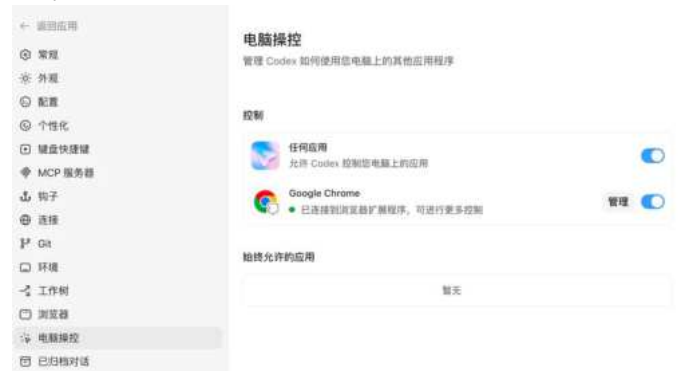 ← 返回应用
常规
外观
配置
个性化
键盘快捷键
MCP 服务器
钩子
连接
Git
环境
工作树
浏览器
电脑操控
已归档对话
电脑操控
管理 Codex 如何使用您电脑上的其他应用程序
控制
任何应用
允许 Codex 控制您电脑上的应用
Google Chrome
已连接到浏览器扩展程序，可进行更多控制
管理
始终允许的应用
暂无